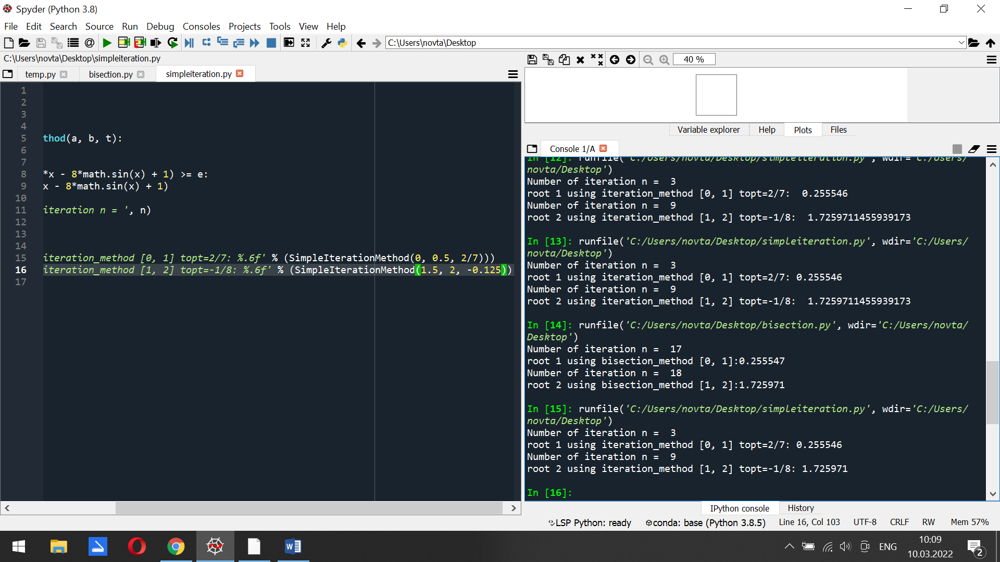 Spyder (Python 3.8)
File Edit Search Source Run Debug Consoles Projects Tools View Help
C:\Users\novta\Desktop
C:\Users\novta\Desktop\simpleiteration.py
temp.py bisection.py simpleiteration.py
1
2
3
4
5 thod(a, b, t):
6
7
8 *x - 8*math.sin(x) + 1) >= e:
9 x - 8*math.sin(x) + 1)
10
11 iteration n = ', n)
12
13
14
15 iteration_method [0, 1] topt=2/7: %.6f' % (SimpleIterationMethod(0, 0.5, 2/7)))
16 iteration_method [1, 2] topt=-1/8: %.6f' % (SimpleIterationMethod(1.5, 2, -0.125))
17
40 %
Variable explorer Help Plots Files
Console 1/A
In [12]: runfile('C:/Users/novta/Desktop/simpleiteration.py', wdir='C:/Users/
novta/Desktop')
Number of iteration n =  3
root 1 using iteration_method [0, 1] topt=2/7:  0.255546
Number of iteration n =  9
root 2 using iteration_method [1, 2] topt=-1/8:  1.7259711455939173
In [13]: runfile('C:/Users/novta/Desktop/simpleiteration.py', wdir='C:/Users/
novta/Desktop')
Number of iteration n =  3
root 1 using iteration_method [0, 1] topt=2/7: 0.255546
Number of iteration n =  9
root 2 using iteration_method [1, 2] topt=-1/8:  1.7259711455939173
In [14]: runfile('C:/Users/novta/Desktop/bisection.py', wdir='C:/Users/novta/
Desktop')
Number of iteration n =  17
root 1 using bisection_method [0, 1]:0.255547
Number of iteration n =  18
root 2 using bisection_method [1, 2]:1.725971
In [15]: runfile('C:/Users/novta/Desktop/simpleiteration.py', wdir='C:/Users/
novta/Desktop')
Number of iteration n =  3
root 1 using iteration_method [0, 1] topt=2/7: 0.255546
Number of iteration n =  9
root 2 using iteration_method [1, 2] topt=-1/8: 1.725971
In [16]:
IPython console History
LSP Python: ready conda: base (Python 3.8.5) Line 16, Col 103 UTF-8 CRLF RW Mem 57%
W
ENG
10:09
10.03.2022
2